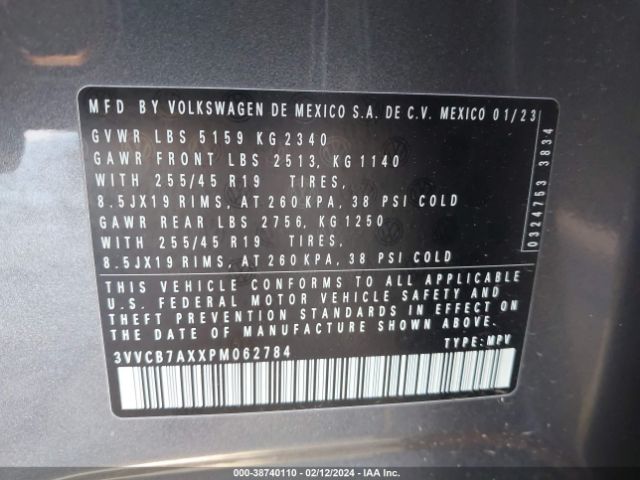 MFD BY VOLKSWAGEN DE MEXICO S.A. DE C.V. MEXICO 01/23
GVWR LBS 5159 KG 2340
GAWR FRONT LBS 2513, KG 1140
WITH 255/45 R19 TIRES,
8.5JX19 RIMS, AT 260 KPA, 38 PSI COLD
GAWR REAR LBS 2756, KG 1250
WITH 255/45 R19 TIRES,
8.5JX19 RIMS, AT 260 KPA, 38 PSI COLD
0324753 3834
THIS VEHICLE CONFORMS TO ALL APPLICABLE
U.S. FEDERAL MOTOR VEHICLE SAFETY AND
THEFT PREVENTION STANDARDS IN EFFECT ON
THE DATE OF MANUFACTURE SHOWN ABOVE.
3VVCB7AXXPM062784 TYPE: MPV
000-38740110 - 02/12/2024 - IAA Inc.